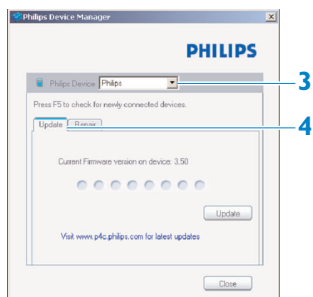 Philips Device Manager
PHILIPS
Philips Device Philips
3
Press F5 to check for newly connected devices.
Update Repair
4
Current Firmware version on device: 3.50
Update
Visit www.p4c.philips.com for latest updates
Close